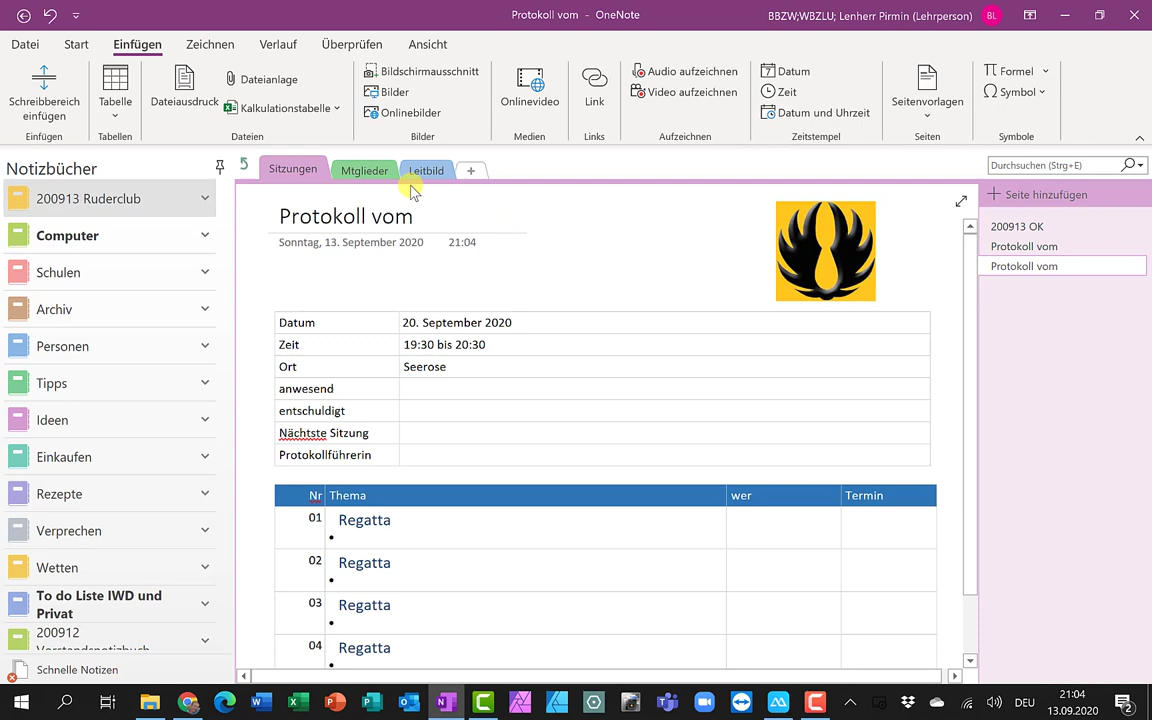 Protokoll vom - OneNote
BBZW;WBZLU; Lenherr Pirmin (Lehrperson)
BL
Datei Start Einfügen Zeichnen Verlauf Überprüfen Ansicht
Schreibbereich einfügen
Einfügen
Tabelle
Tabellen
Dateiausdruck
Dateianlage
Kalkulationstabelle
Dateien
Bildschirmausschnitt
Bilder
Onlinebilder
Bilder
Onlinevideo
Medien
Link
Links
Audio aufzeichnen
Video aufzeichnen
Aufzeichnen
Datum
Zeit
Datum und Uhrzeit
Zeitstempel
Seitenvorlagen
Seiten
Formel
Symbol
Symbole
Notizbücher
Sitzungen Mtglieder Leitbild +
Durchsuchen (Strg+E)
200913 Ruderclub
Computer
Schulen
Archiv
Personen
Tipps
Ideen
Einkaufen
Rezepte
Verprechen
Wetten
To do Liste IWD und
Privat
200912
Vorstandsnotizbuch
Schnelle Notizen
Protokoll vom
Sonntag, 13. September 2020 21:04
Datum 20. September 2020
Zeit 19:30 bis 20:30
Ort Seerose
anwesend
entschuldigt
Nächtste Sitzung
Protokollführerin
Nr Thema wer Termin
01 Regatta
02 Regatta
03 Regatta
04 Regatta
Seite hinzufügen
200913 OK
Protokoll vom
Protokoll vom
DEU
21:04
13.09.2020
2